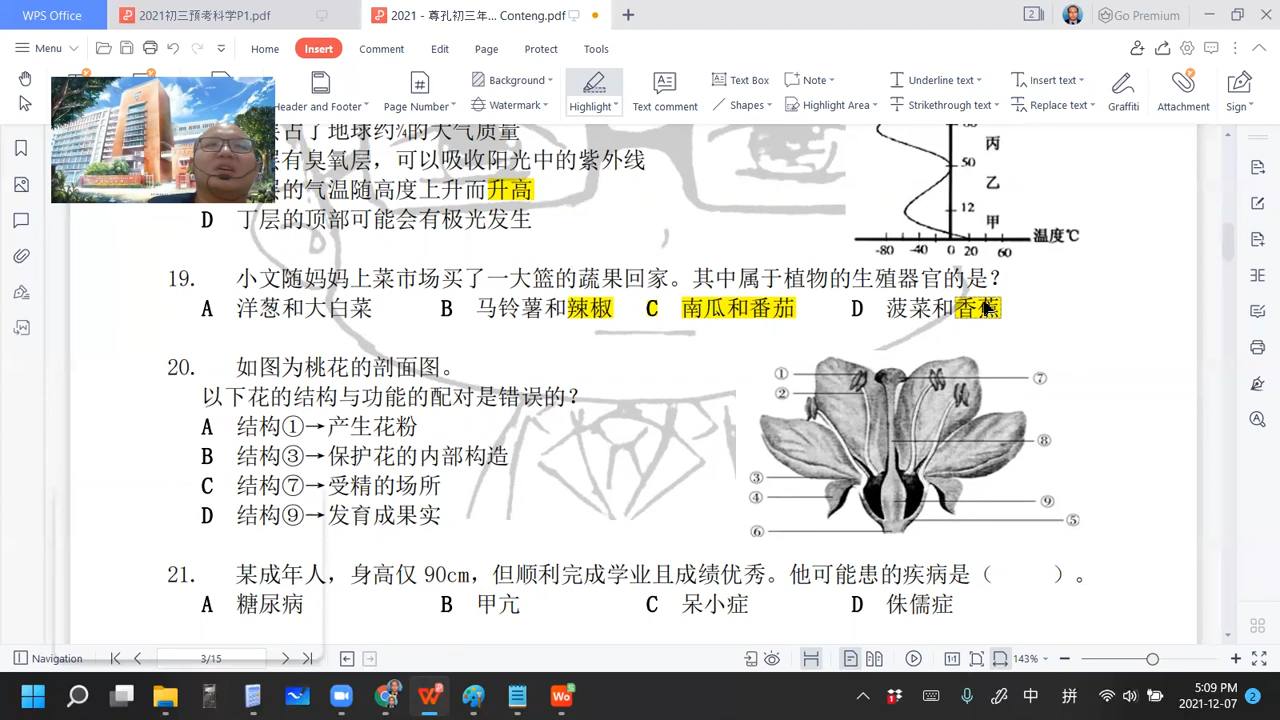 WPS Office
2021初三預考科学P1.pdf
2021 - 尊孔初三年... Conteng.pdf
2
Go Premium
Menu
Home
Insert
Comment
Edit
Page
Protect
Tools
Header and Footer
Page Number
Background
Watermark
Highlight
Text comment
Text Box
Shapes
Note
Highlight Area
Underline text
Strikethrough text
Insert text
Replace text
Graffiti
Attachment
Sign
占了地球约¾的大气质量
有臭氧层，可以吸收阳光中的紫外线
的气温随高度上升而升高
D 丁层的顶部可能会有极光发生
丙
50
乙
12
甲
-80 -40 0 20 60
温度℃
19. 小文随妈妈上菜市场买了一大篮的蔬果回家。其中属于植物的生殖器官的是？
A 洋葱和大白菜 B 马铃薯和辣椒 C 南瓜和番茄 D 菠菜和香蕉
20. 如图为桃花的剖面图。
以下花的结构与功能的配对是错误的？
A 结构①→产生花粉
B 结构③→保护花的内部构造
C 结构⑦→受精的场所
D 结构⑨→发育成果实
①
②
③
④
⑥
⑦
⑧
⑨
⑤
21. 某成年人，身高仅 90cm，但顺利完成学业且成绩优秀。他可能患的疾病是（ ）。
A 糖尿病 B 甲亢 C 呆小症 D 侏儒症
Navigation
3/15
143%
中
拼
5:09 PM
2021-12-07
2